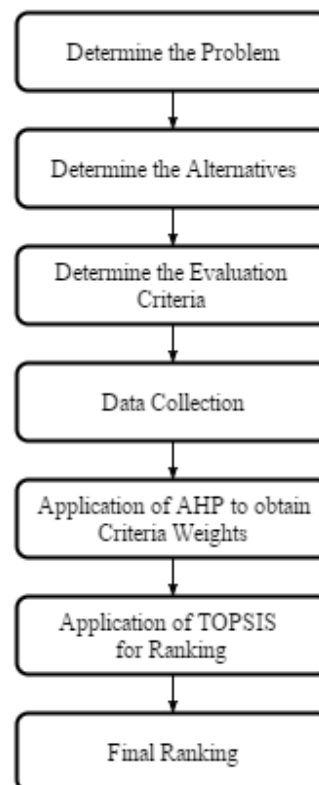 Determine the Problem
Determine the Alternatives
Determine the Evaluation
Criteria
Data Collection
Application of AHP to obtain
Criteria Weights
Application of TOPSIS
for Ranking
Final Ranking